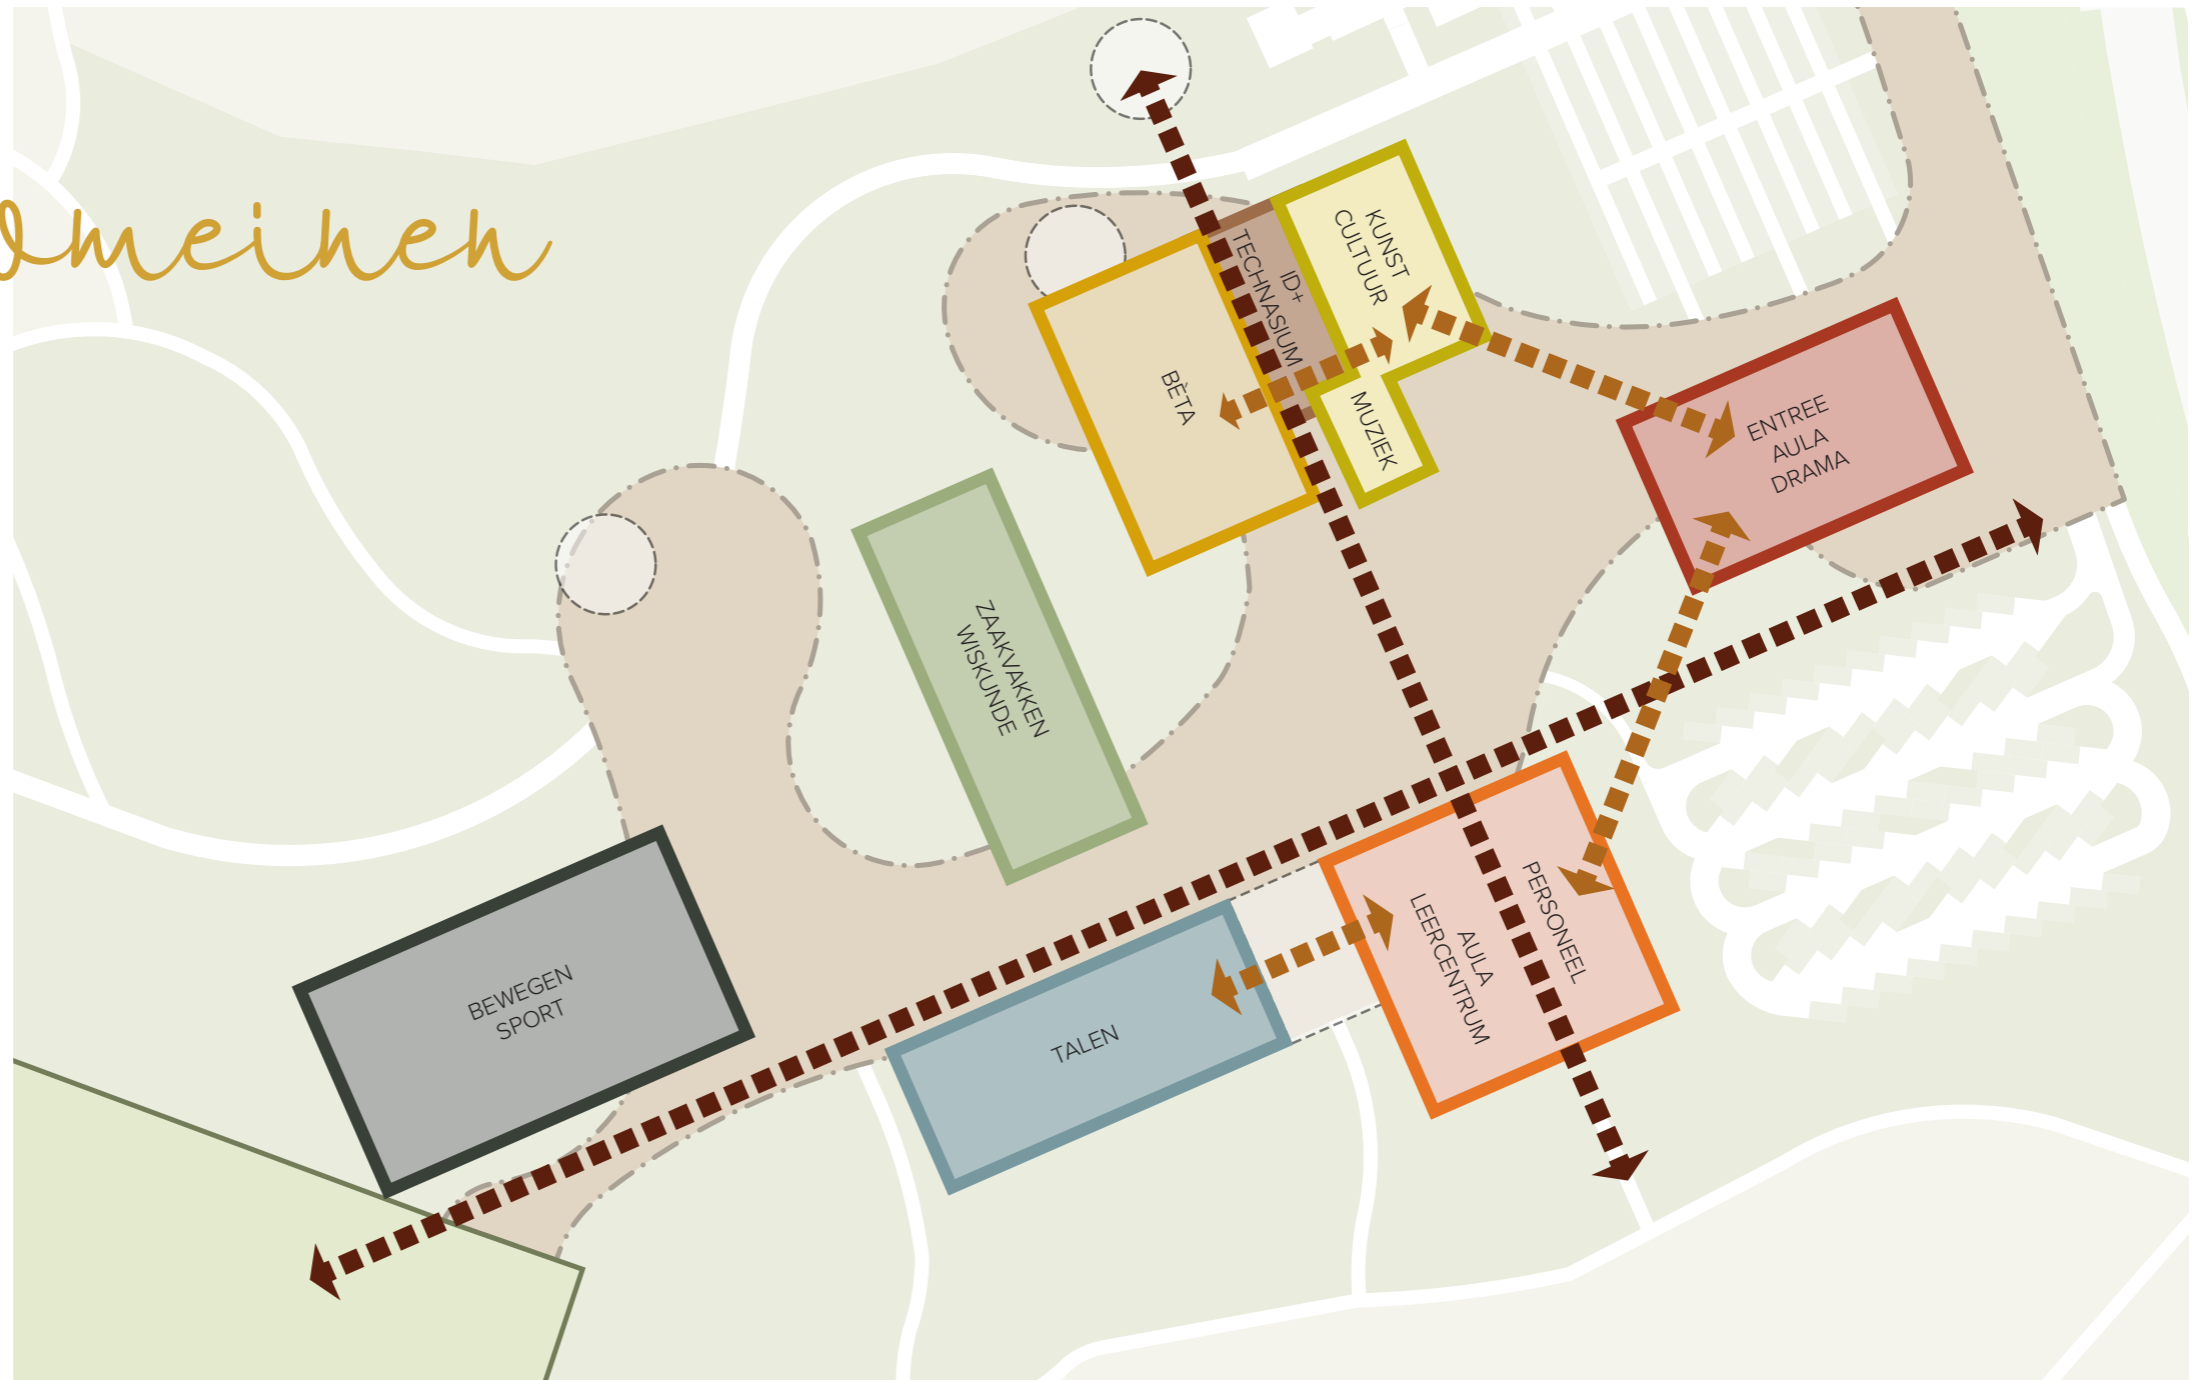 meinen
KUNST
CULTUUR
ID+
TECHNASIUM
BÈTA
MUZIEK
ENTREE
AULA
DRAMA
ZAAKVAKKEN
WISKUNDE
PERSONEEL
AULA
LEERCENTRUM
BEWEGEN
SPORT
TALEN